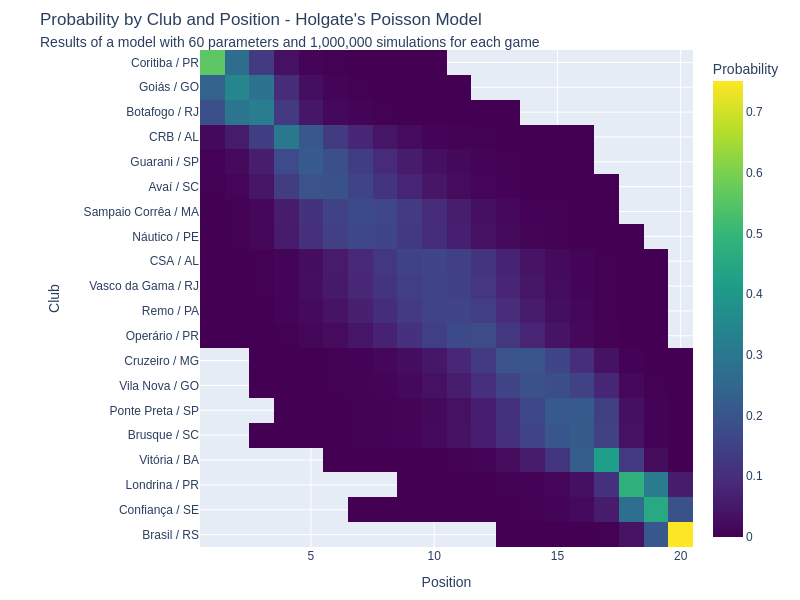 Probability by Club and Position - Holgate's Poisson Model
Results of a model with 60 parameters and 1,000,000 simulations for each game
Probability
Club
Coritiba / PR
Goiás / GO
Botafogo / RJ
CRB / AL
Guarani / SP
Avaí / SC
Sampaio Corrêa / MA
Náutico / PE
CSA / AL
Vasco da Gama / RJ
Remo / PA
Operário / PR
Cruzeiro / MG
Vila Nova / GO
Ponte Preta / SP
Brusque / SC
Vitória / BA
Londrina / PR
Confiança / SE
Brasil / RS
0.7
0.6
0.5
0.4
0.3
0.2
0.1
0
5
10
15
20
Position